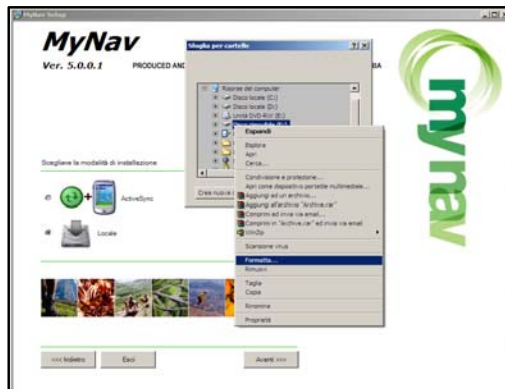 MyNav Setup
MyNav
Ver. 5.0.0.1
PRODUCED AND
Sfoglia per cartelle
Risorse del computer
Disco locale (C:)
Disco locale (D:)
Unità DVD-RW (E:)
Crea nuova
Espandi
Esplora
Apri
Cerca...
Condivisione e protezione...
Apri come dispositivo portatile multimediale...
Aggiungi ad un archivio...
Aggiungi all'archivio "Archive.rar"
Comprimi ed invia via email...
Comprimi in "Archive.rar" ed invia via email
WinZip
Scansione virus
Formatta...
Rimuovi
Taglia
Copia
Rinomina
Proprietà
Scegliere la modalità di installazione
ActiveSync
Locale
<<< Indietro
Esci
Avanti >>>
mynav